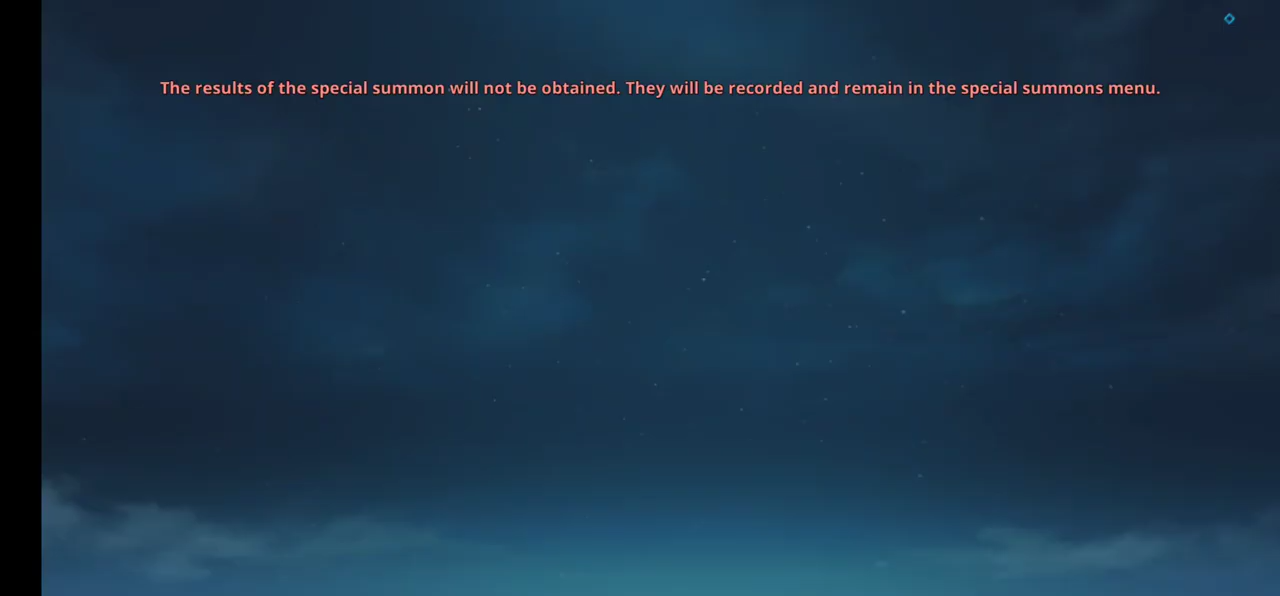 The results of the special summon will not be obtained. They will be recorded and remain in the special summons menu.